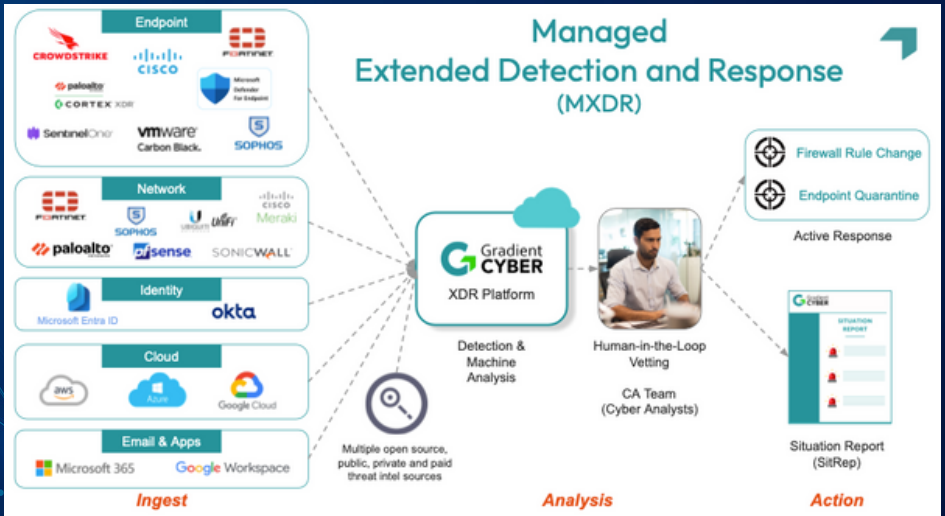 Managed
Extended Detection and Response
(MXDR)
Endpoint
CROWDSTRIKE
CISCO
FORTINET
paloalto
CORTEX XDR
Microsoft
Defender
For Endpoint
SentinelOne
vmware
Carbon Black.
SOPHOS
Network
FORTINET
SOPHOS
UBIQUITI UniFi
CISCO
Meraki
paloalto
pfsense
SONICWALL
Identity
Microsoft Entra ID
okta
Cloud
aws
Azure
Google Cloud
Email & Apps
Microsoft 365
Google Workspace
Ingest
Multiple open source,
public, private and paid
threat intel sources
Gradient
CYBER
XDR Platform
Detection &
Machine
Analysis
Human-in-the-Loop
Vetting
CA Team
(Cyber Analysts)
Analysis
Firewall Rule Change
Endpoint Quarantine
Active Response
Gradient
CYBER
SITUATION
REPORT
Situation Report
(SitRep)
Action